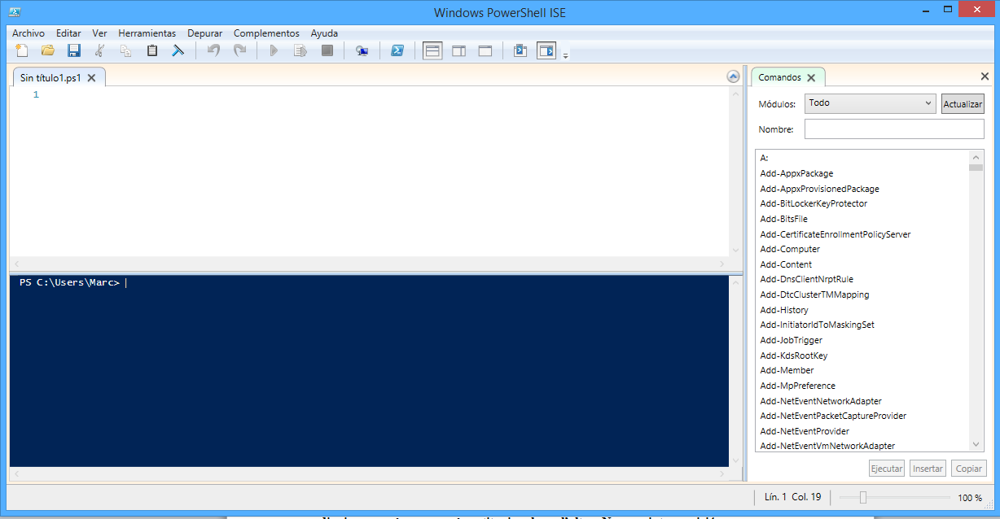 Windows PowerShell ISE
Archivo Editar Ver Herramientas Depurar Complementos Ayuda
Sin título1.ps1
1
PS C:\Users\Marc>
Comandos
Módulos: Todo Actualizar
Nombre:
A:
Add-AppxPackage
Add-AppxProvisionedPackage
Add-BitLockerKeyProtector
Add-BitsFile
Add-CertificateEnrollmentPolicyServer
Add-Computer
Add-Content
Add-DnsClientNrptRule
Add-DtcClusterTMMapping
Add-History
Add-InitiatorIdToMaskingSet
Add-JobTrigger
Add-KdsRootKey
Add-Member
Add-MpPreference
Add-NetEventNetworkAdapter
Add-NetEventPacketCaptureProvider
Add-NetEventProvider
Add-NetEventVmNetworkAdapter
Ejecutar Insertar Copiar
Lín. 1 Col. 19 100 %